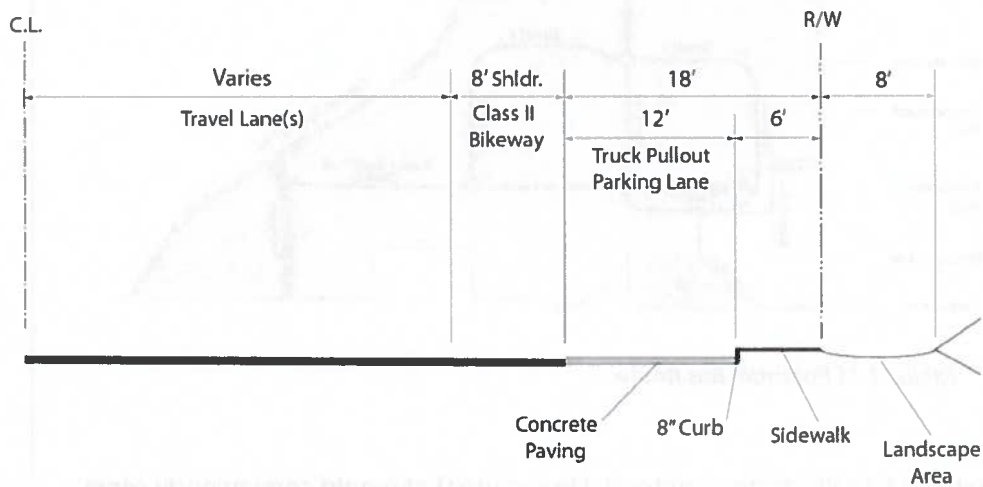 C.L.
R/W
Varies
8' Shldr.
18'
8'
Travel Lane(s)
Class II
Bikeway
12'
6'
Truck Pullout
Parking Lane
Concrete
Paving
8" Curb
Sidewalk
Landscape
Area